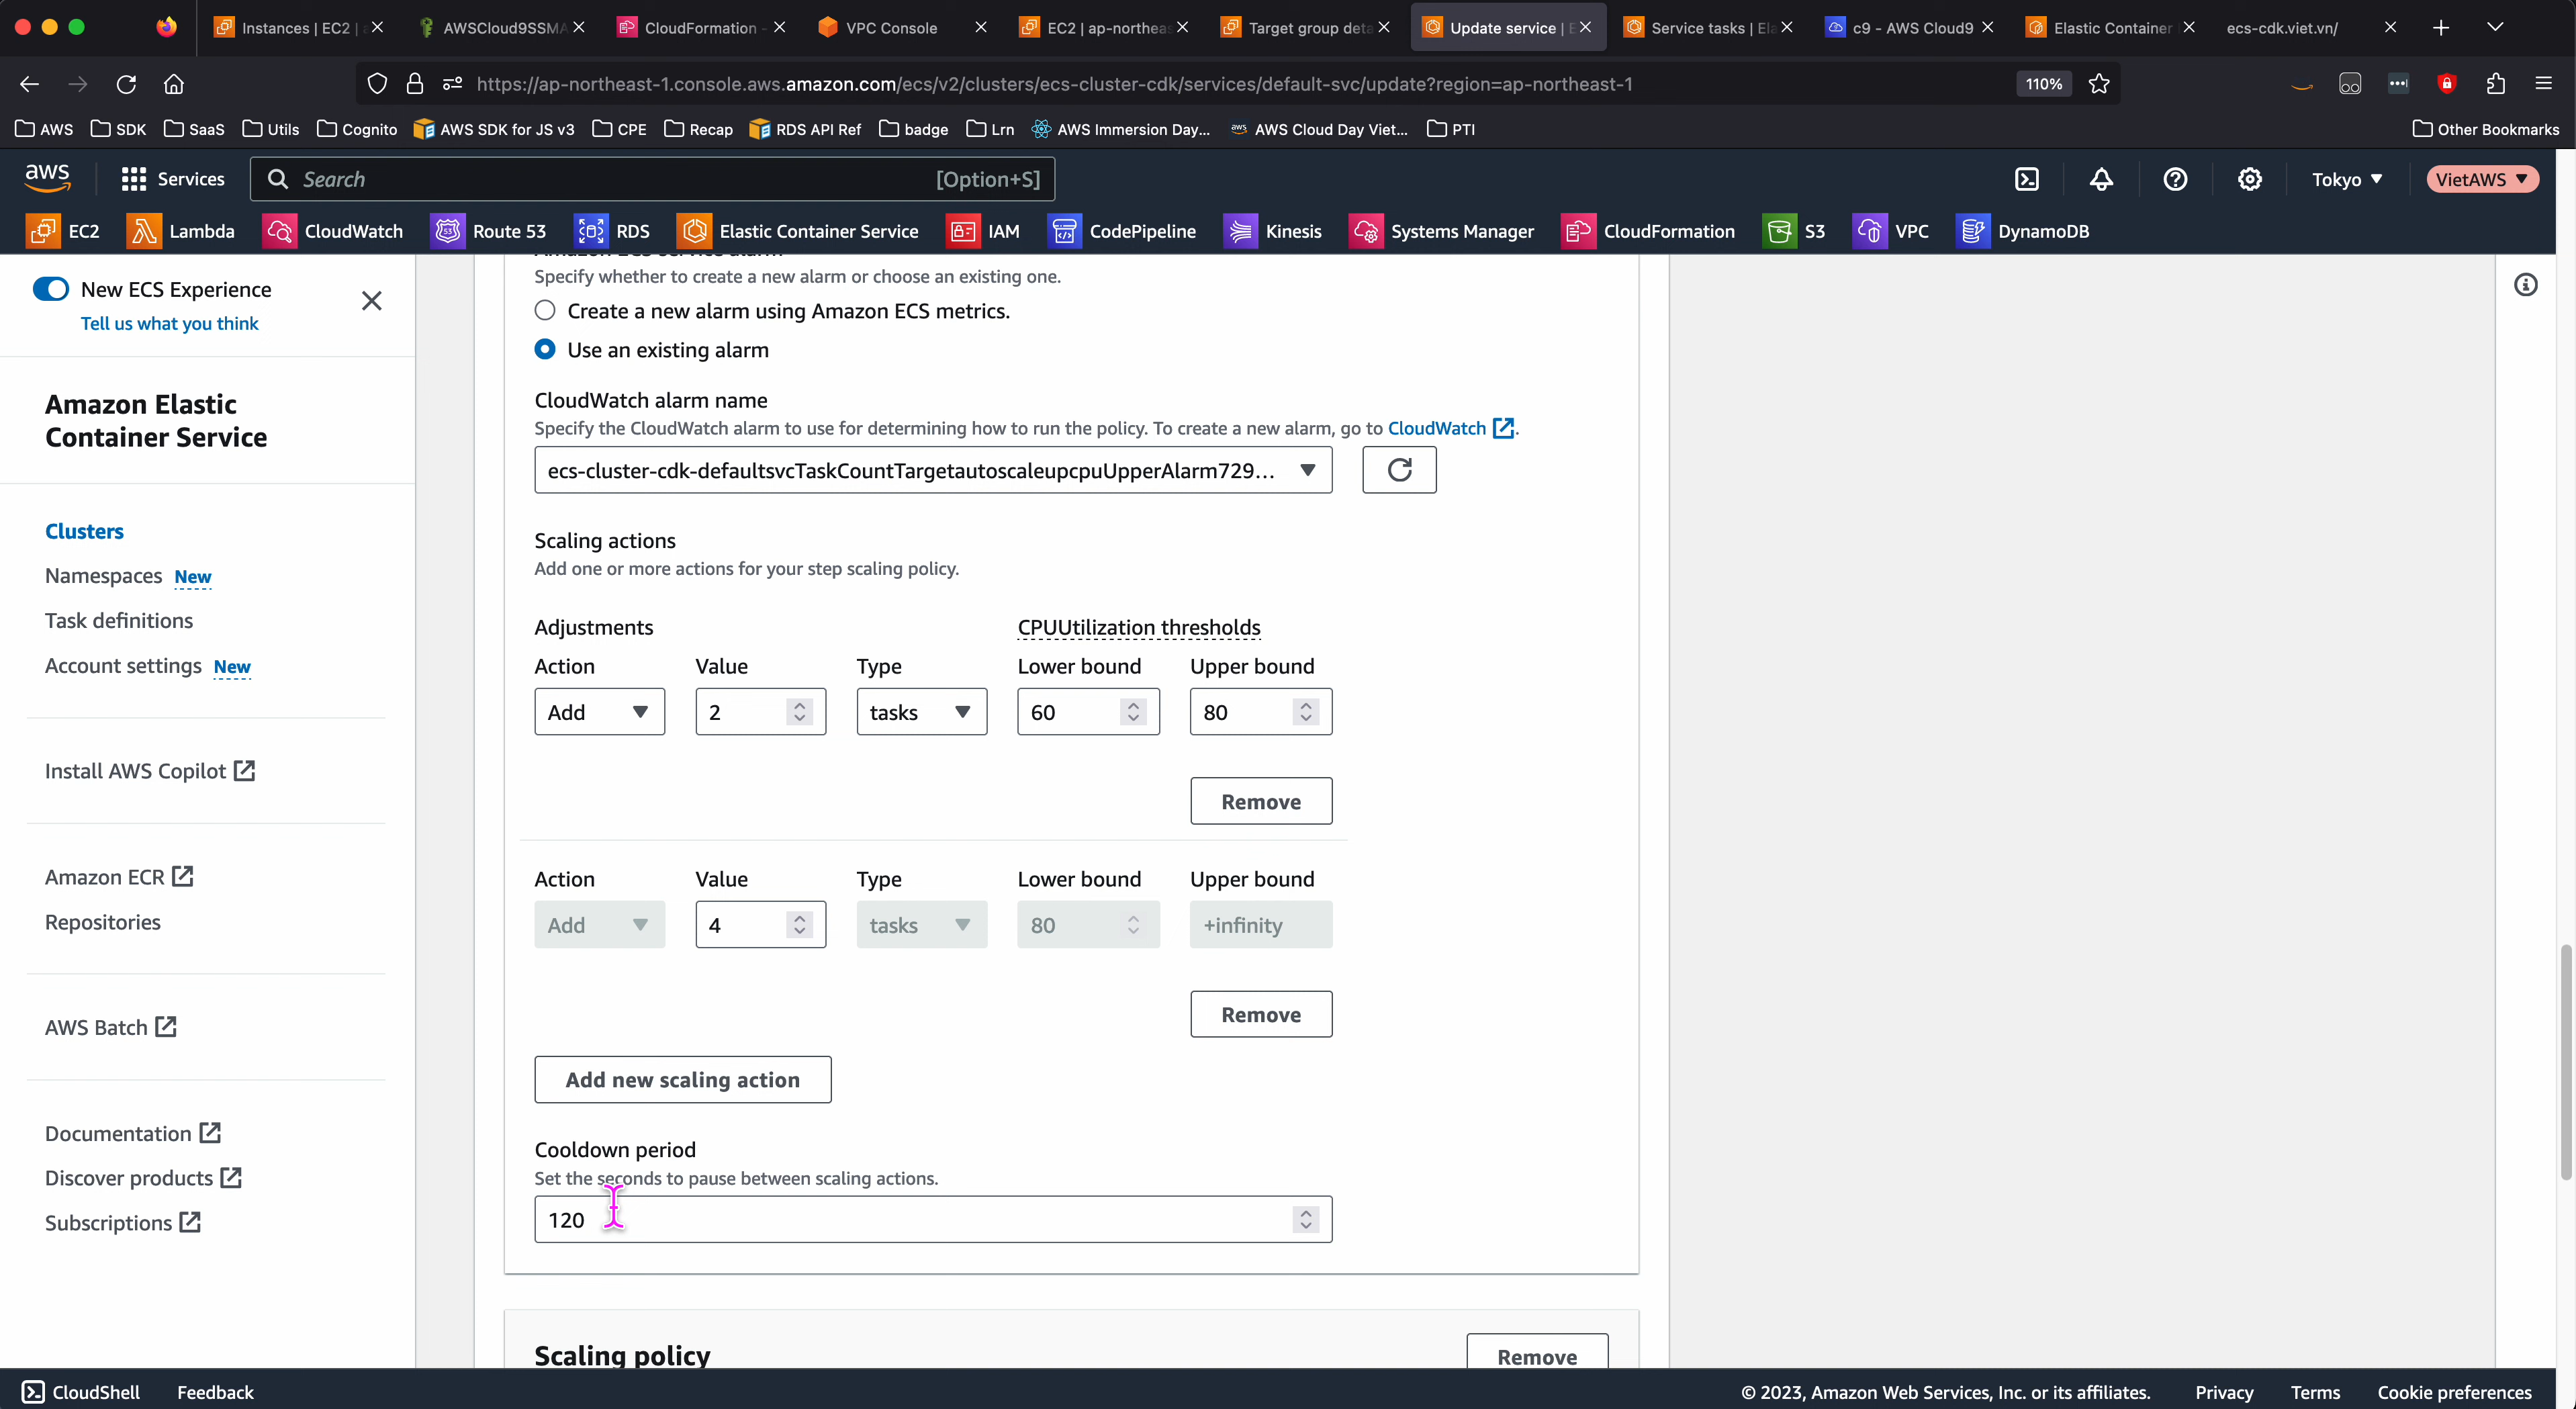 Instances | EC2 |
AWSCloud9SSMA
CloudFormation -
VPC Console
EC2 | ap-northeas
Target group deta
Update service | E
Service tasks | Ela
c9 - AWS Cloud9
Elastic Container
ecs-cdk.viet.vn/
https://ap-northeast-1.console.aws.amazon.com/ecs/v2/clusters/ecs-cluster-cdk/services/default-svc/update?region=ap-northeast-1
110%
AWS
SDK
SaaS
Utils
Cognito
AWS SDK for JS v3
CPE
Recap
RDS API Ref
badge
Lrn
AWS Immersion Day...
AWS Cloud Day Viet...
PTI
Other Bookmarks
aws
Services
Search
[Option+S]
Tokyo
VietAWS
EC2
Lambda
CloudWatch
Route 53
RDS
Elastic Container Service
IAM
CodePipeline
Kinesis
Systems Manager
CloudFormation
S3
VPC
DynamoDB
New ECS Experience
Tell us what you think
Amazon Elastic
Container Service
Clusters
Namespaces New
Task definitions
Account settings New
Install AWS Copilot
Amazon ECR
Repositories
AWS Batch
Documentation
Discover products
Subscriptions
Amazon ECS service alarm
Specify whether to create a new alarm or choose an existing one.
Create a new alarm using Amazon ECS metrics.
Use an existing alarm
CloudWatch alarm name
Specify the CloudWatch alarm to use for determining how to run the policy. To create a new alarm, go to CloudWatch.
ecs-cluster-cdk-defaultsvcTaskCountTargetautoscaleupcpuUpperAlarm729...
Scaling actions
Add one or more actions for your step scaling policy.
Adjustments CPUUtilization thresholds
Action Value Type Lower bound Upper bound
Add 2 tasks 60 80
Remove
Action Value Type Lower bound Upper bound
Add 4 tasks 80 +infinity
Remove
Add new scaling action
Cooldown period
Set the seconds to pause between scaling actions.
120
Scaling policy
Remove
CloudShell
Feedback
© 2023, Amazon Web Services, Inc. or its affiliates.
Privacy
Terms
Cookie preferences